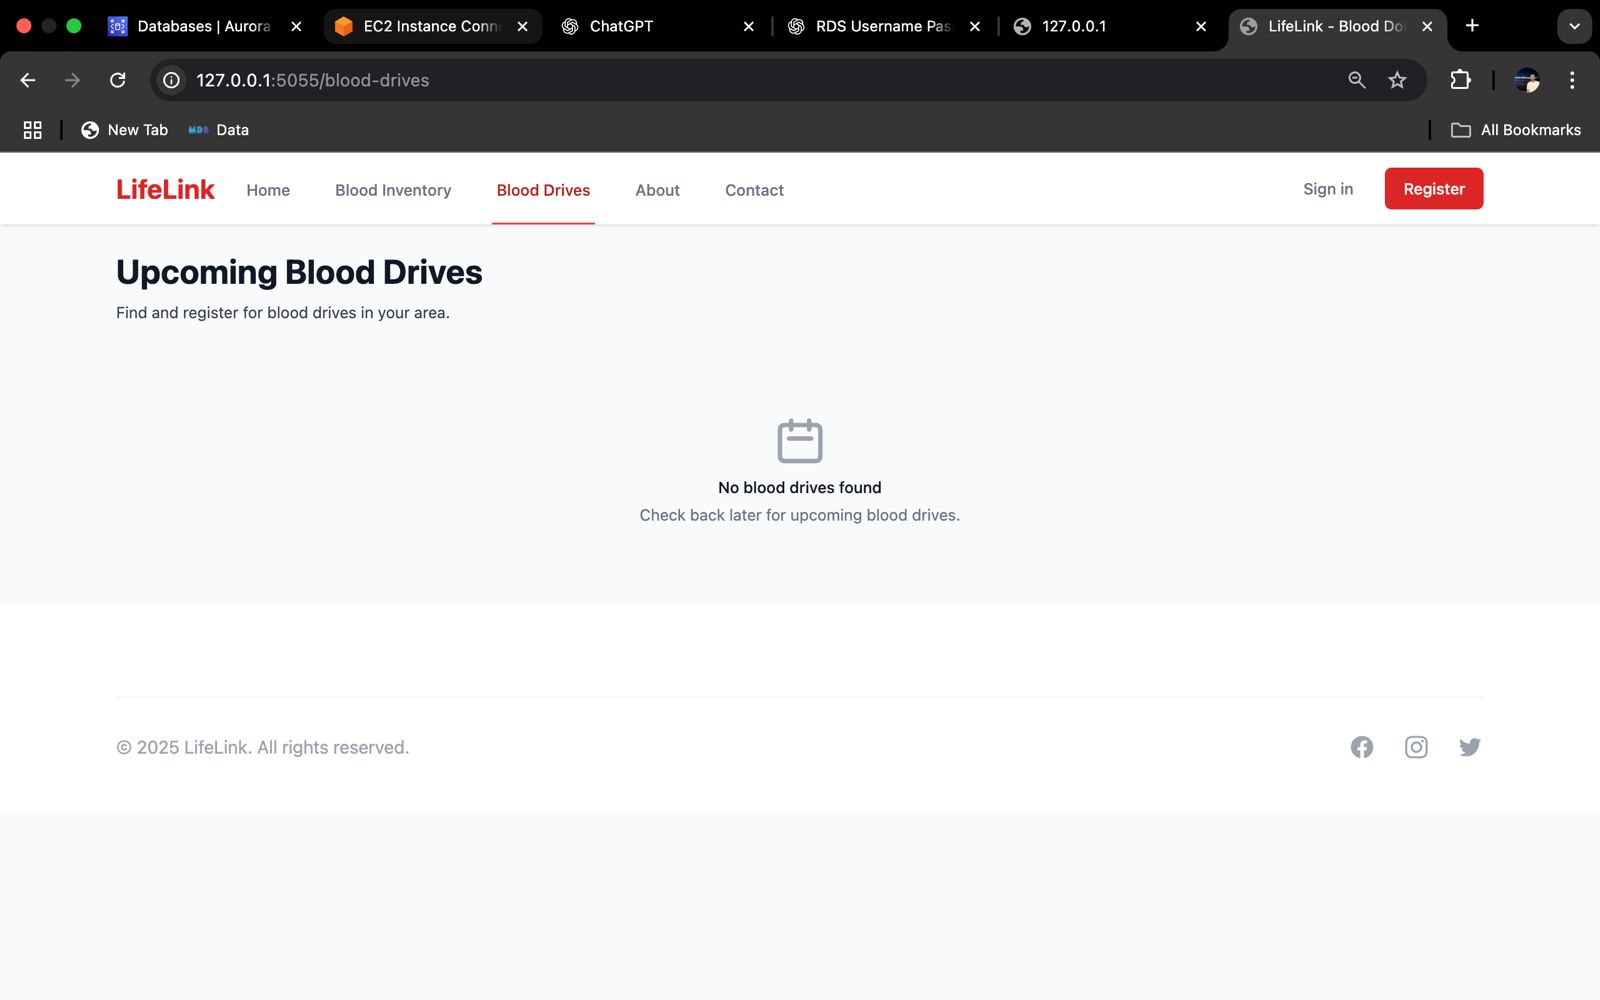 Databases | Aurora
EC2 Instance Conn
ChatGPT
RDS Username Pas
127.0.0.1
LifeLink - Blood Do
127.0.0.1:5055/blood-drives
New Tab
MDB Data
All Bookmarks
LifeLink Home Blood Inventory Blood Drives About Contact Sign in Register
Upcoming Blood Drives
Find and register for blood drives in your area.
No blood drives found
Check back later for upcoming blood drives.
© 2025 LifeLink. All rights reserved.